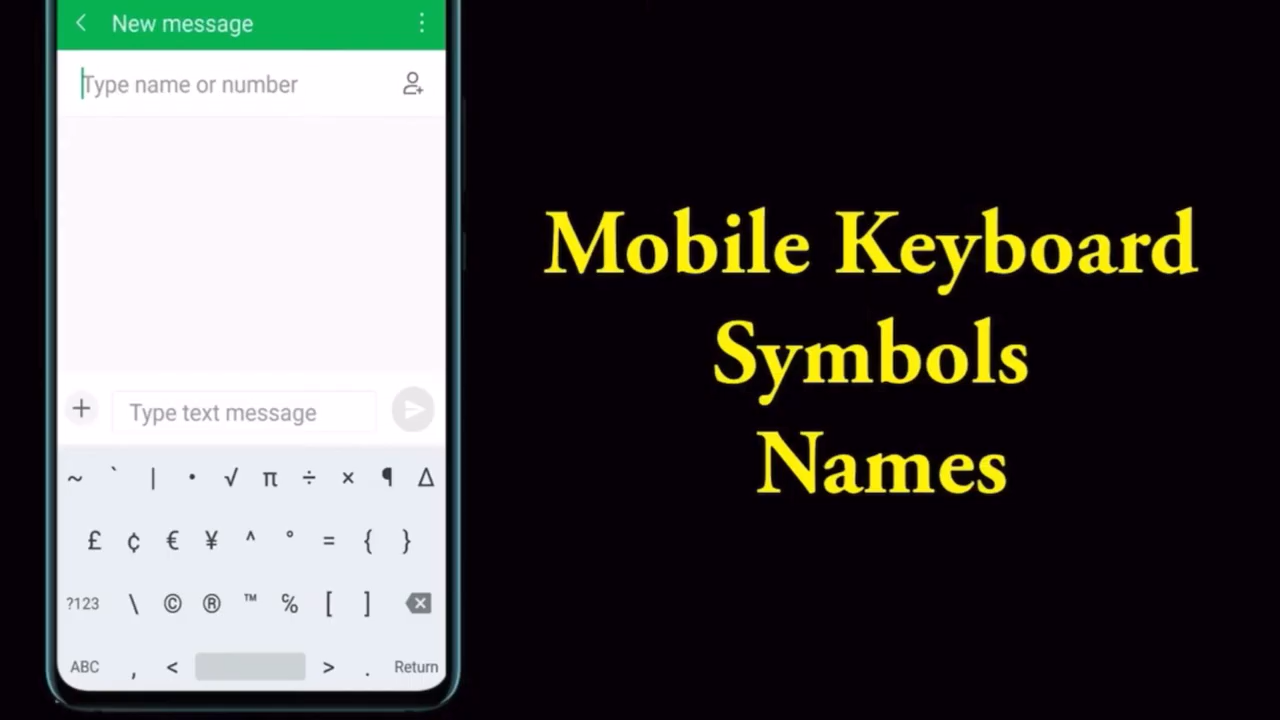 New message
Type name or number
Mobile Keyboard
Symbols
Names
Type text message
~ ` | • √ π ÷ × ¶ Δ
£ ¢ € ¥ ^ ° = { }
?123 \ © ® ™ ℅ [ ]
ABC , < > . Return